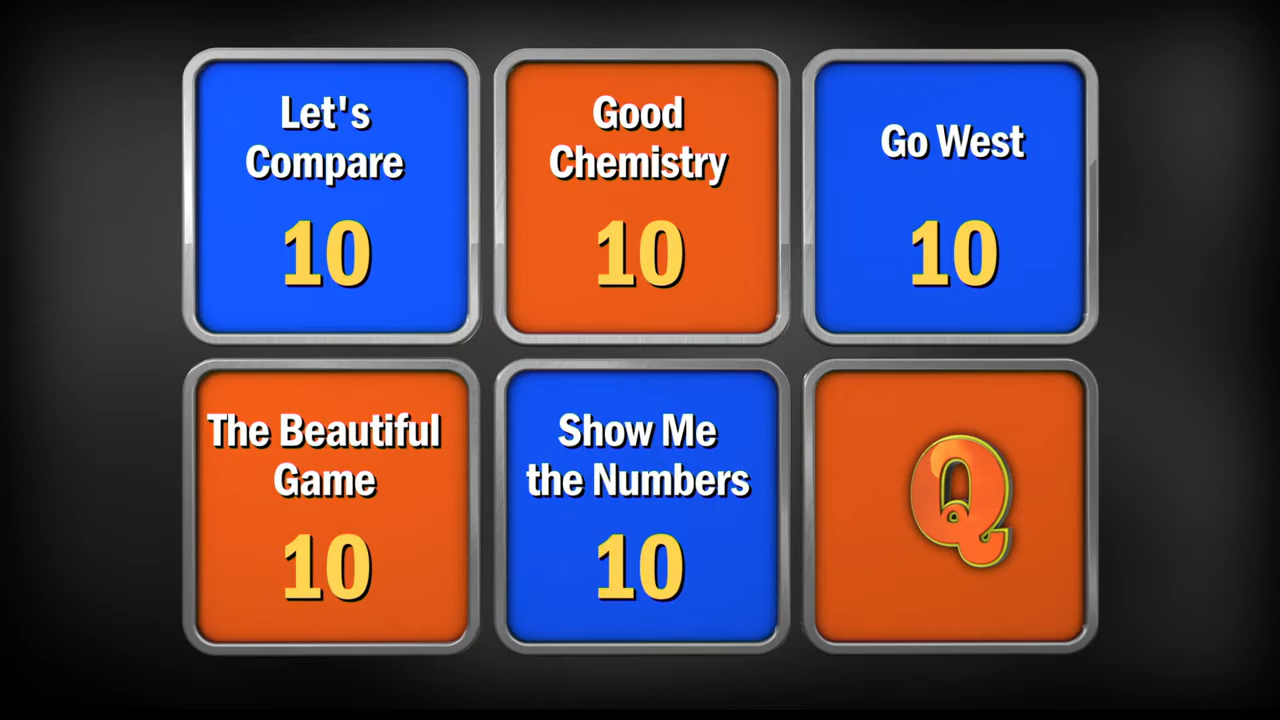 Let's
Compare
10
Good
Chemistry
10
Go West
10
The Beautiful
Game
10
Show Me
the Numbers
10
Q